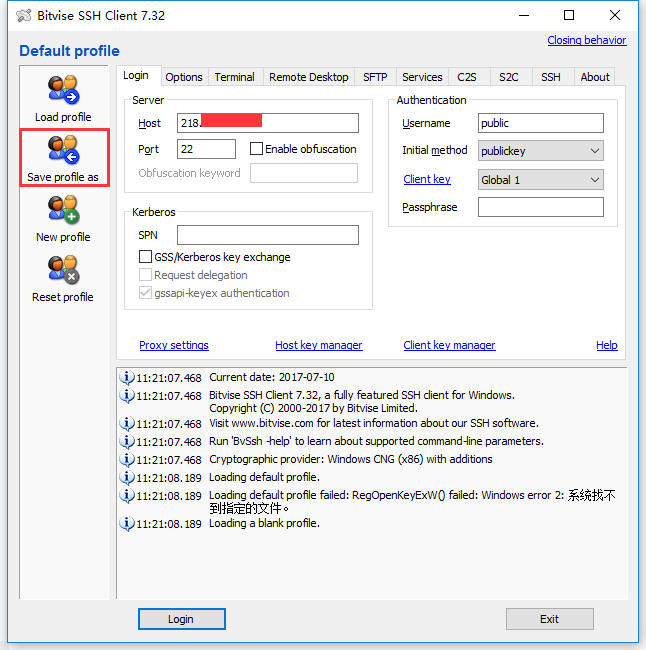 Bitvise SSH Client 7.32
Default profile
Closing behavior
Load profile
Save profile as
New profile
Reset profile
Login Options Terminal Remote Desktop SFTP Services C2S S2C SSH About
Server
Host 218.
Port 22 Enable obfuscation
Obfuscation keyword
Kerberos
SPN
GSS/Kerberos key exchange
Request delegation
gssapi-keyex authentication
Authentication
Username public
Initial method publickey
Client key Global 1
Passphrase
Proxy settings Host key manager Client key manager Help
11:21:07.468 Current date: 2017-07-10
11:21:07.468 Bitvise SSH Client 7.32, a fully featured SSH client for Windows.
Copyright (C) 2000-2017 by Bitvise Limited.
11:21:07.468 Visit www.bitvise.com for latest information about our SSH software.
11:21:07.468 Run 'BvSsh -help' to learn about supported command-line parameters.
11:21:07.468 Cryptographic provider: Windows CNG (x86) with additions
11:21:08.189 Loading default profile.
11:21:08.189 Loading default profile failed: RegOpenKeyExW() failed: Windows error 2: 系统找不
到指定的文件。
11:21:08.189 Loading a blank profile.
Login Exit